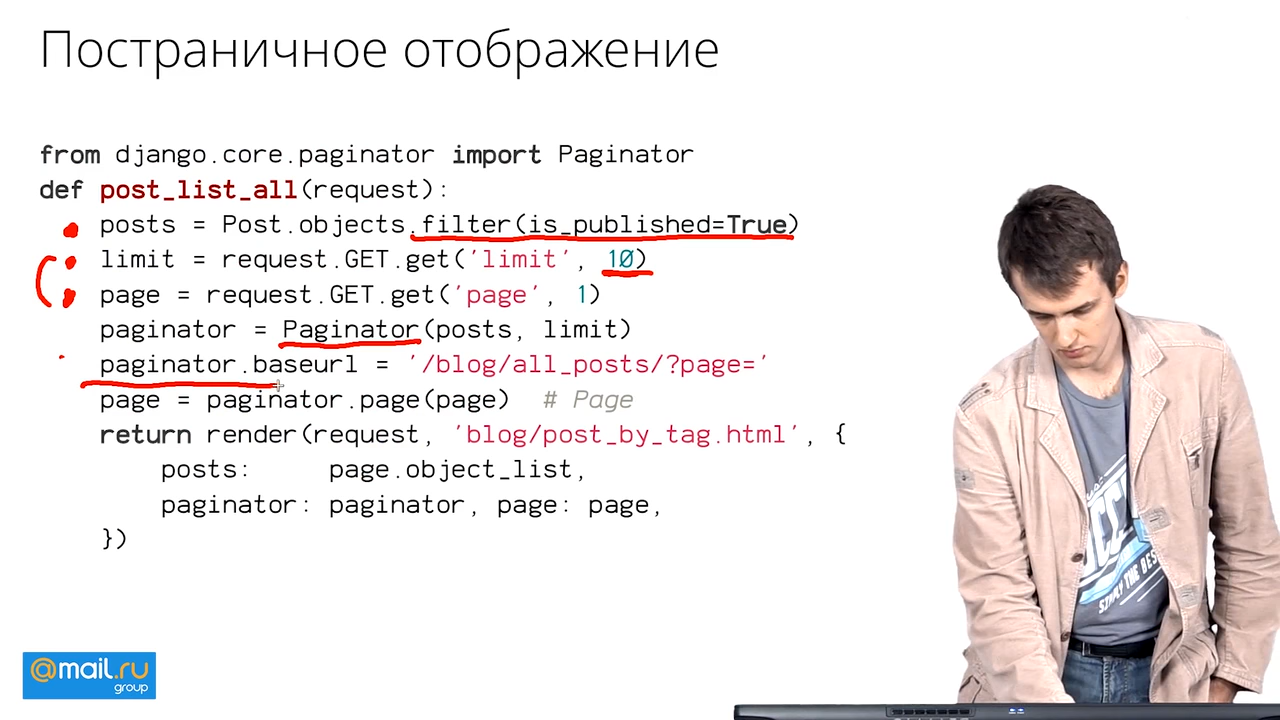 Постраничное отображение
from django.core.paginator import Paginator
def post_list_all(request):
posts = Post.objects.filter(is_published=True)
limit = request.GET.get('limit', 10)
page = request.GET.get('page', 1)
paginator = Paginator(posts, limit)
paginator.baseurl = '/blog/all_posts/?page='
page = paginator.page(page) # Page
return render(request, 'blog/post_by_tag.html', {
posts: page.object_list,
paginator: paginator, page: page,
})
@mail.ru
group
SIMPLY THE BES